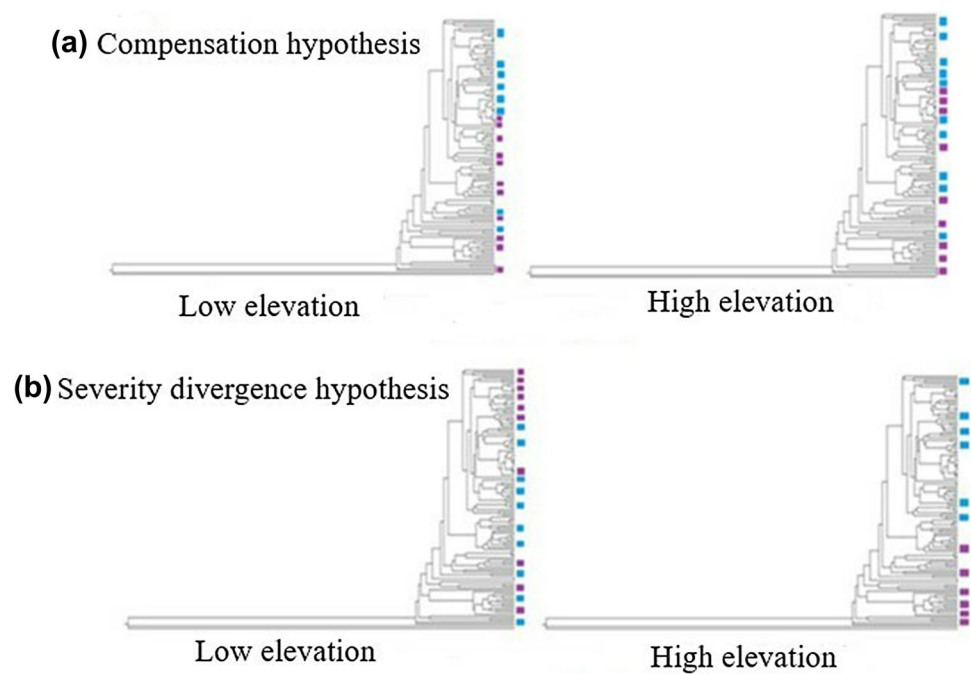 (a) Compensation hypothesis
Low elevation
High elevation
(b) Severity divergence hypothesis
Low elevation
High elevation